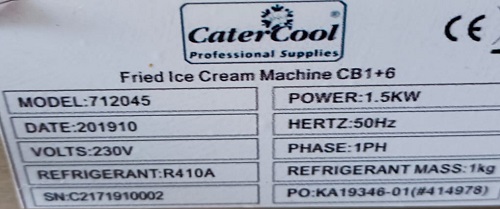 CaterCool
Professional Supplies
CE
Fried Ice Cream Machine CB1+6
MODEL:712045 POWER:1.5KW
DATE:201910 HERTZ:50Hz
VOLTS:230V PHASE:1PH
REFRIGERANT:R410A REFRIGERANT MASS:1kg
SN:C2171910002 PO:KA19346-01(#414978)